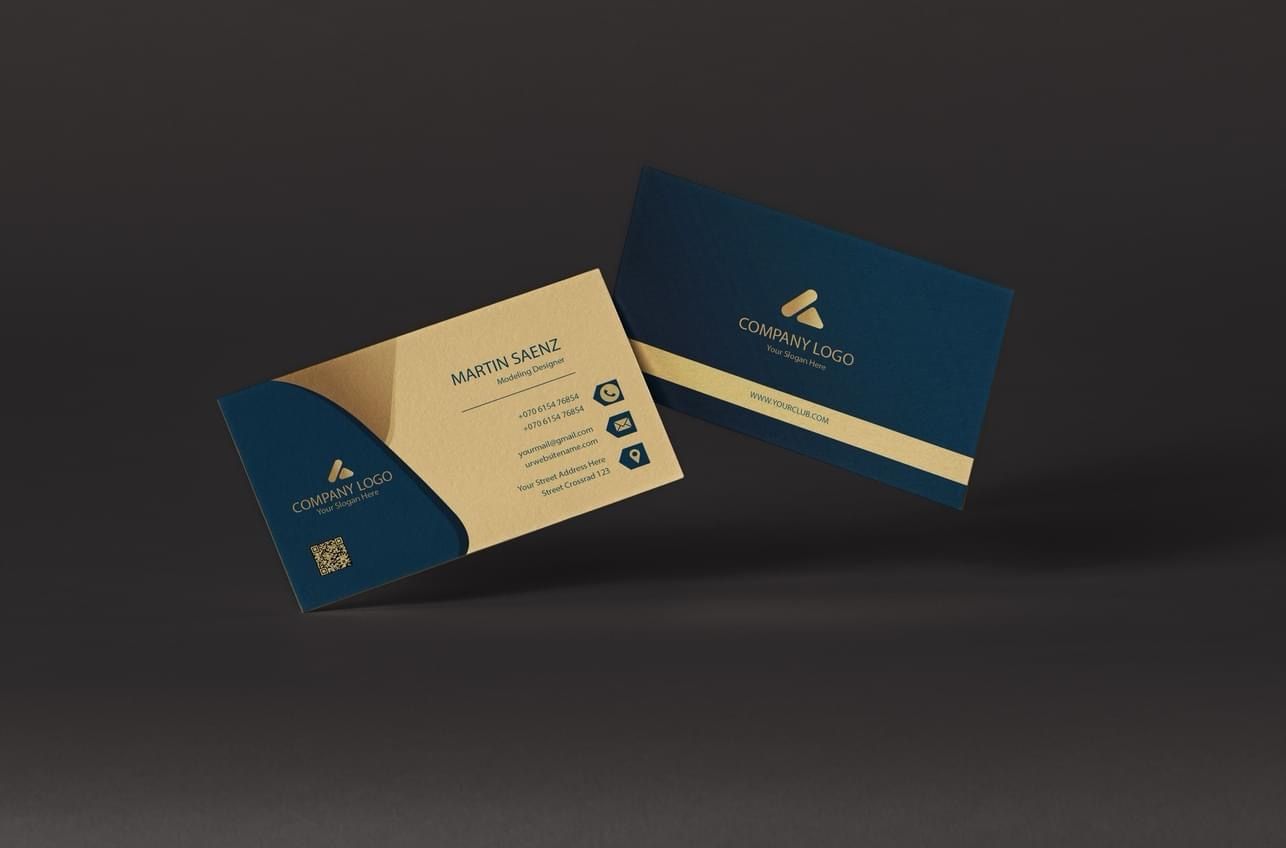 MARTIN SAENZ
Modeling Designer
+070 6154 76854
+070 6154 76854
yourmail@gmail.com
urwebsitename.com
Your Street Address Here
Street Crossrad 123
COMPANY LOGO
Your Slogan Here
COMPANY LOGO
Your Slogan Here
WWW.YOURCLUB.COM